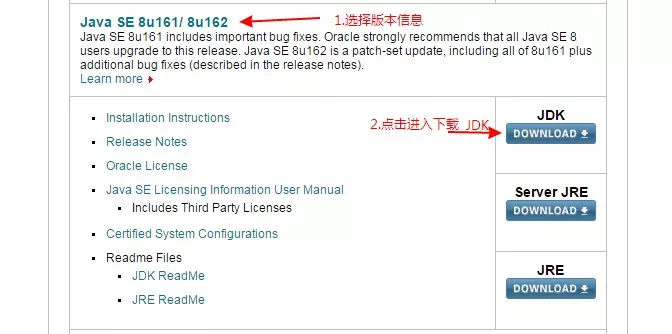 Java SE 8u161/ 8u162
1.选择版本信息
Java SE 8u161 includes important bug fixes. Oracle strongly recommends that all Java SE 8
users upgrade to this release. Java SE 8u162 is a patch-set update, including all of 8u161 plus
additional bug fixes (described in the release notes).
Learn more
Installation Instructions
Release Notes
Oracle License
Java SE Licensing Information User Manual
Includes Third Party Licenses
Certified System Configurations
Readme Files
JDK ReadMe
JRE ReadMe
2.点击进入下载 JDK
JDK
DOWNLOAD
Server JRE
DOWNLOAD
JRE
DOWNLOAD